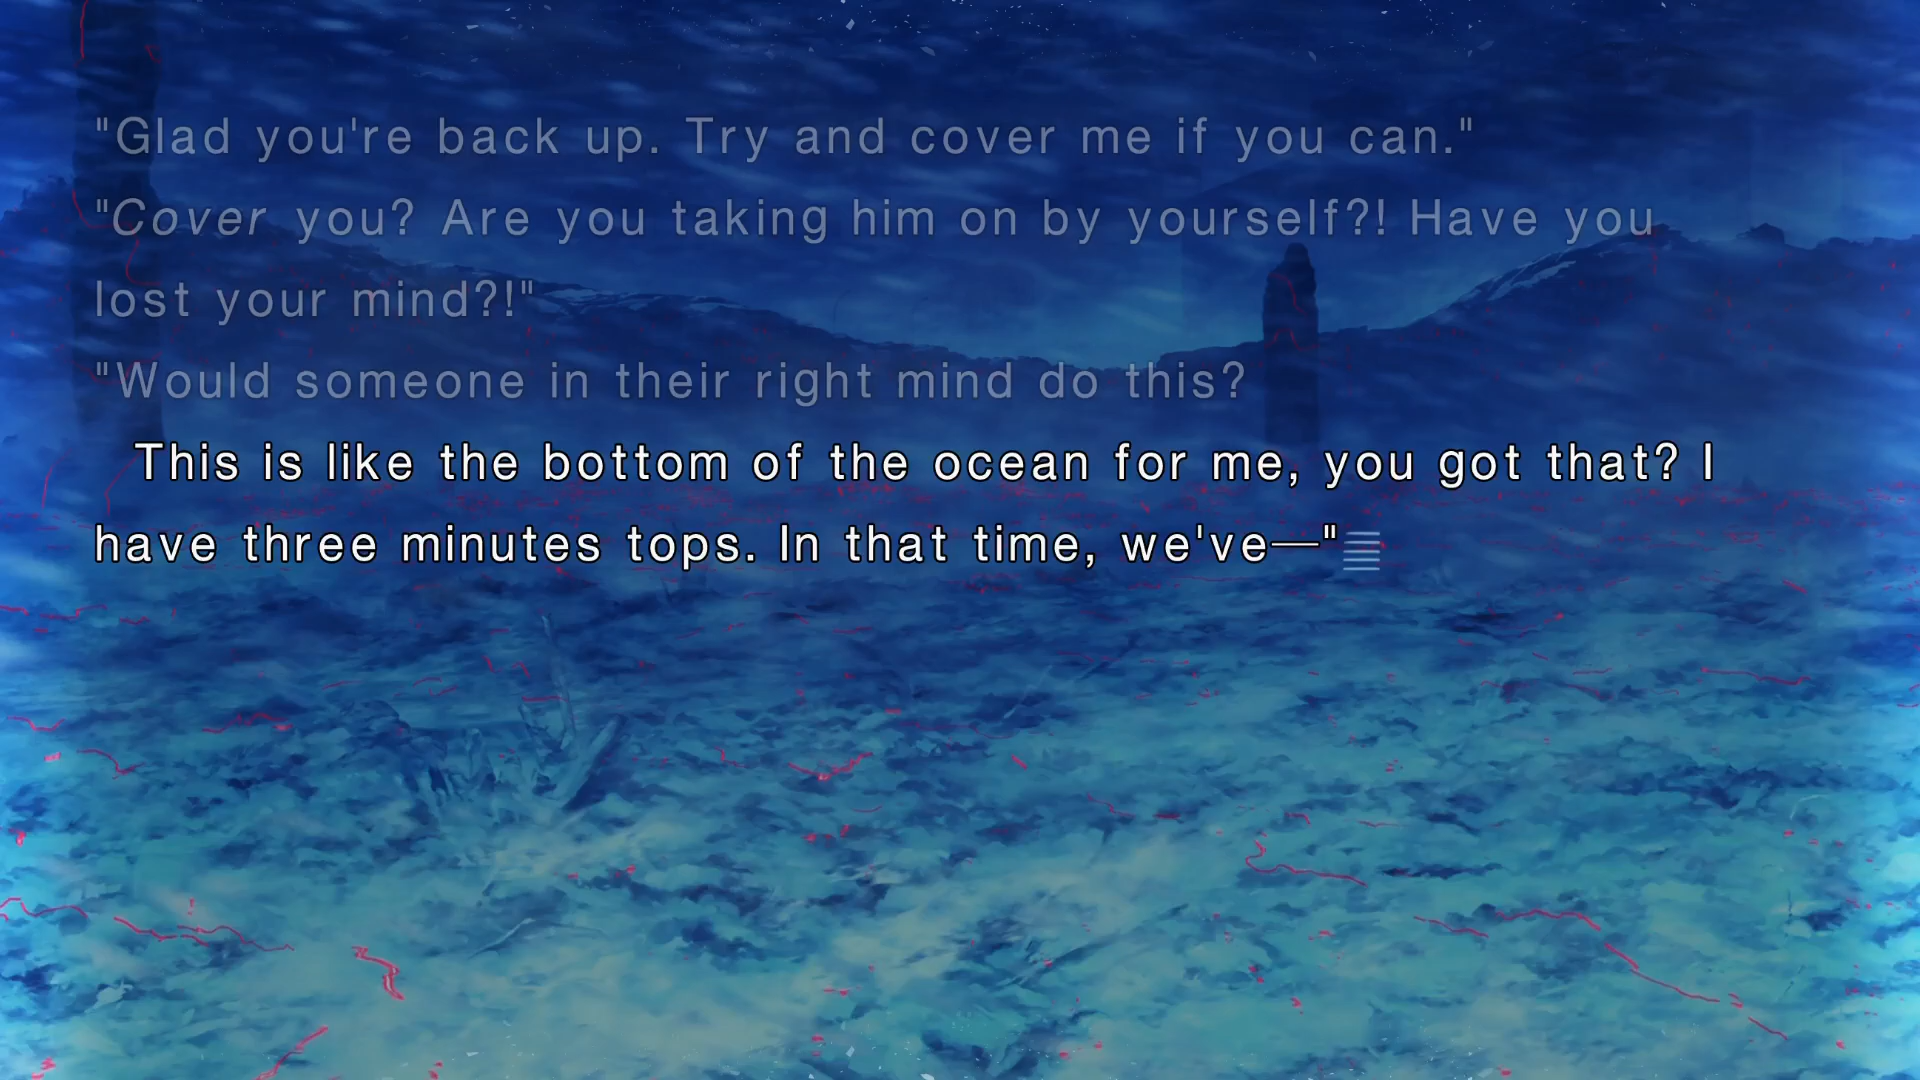 "Glad you're back up. Try and cover me if you can."
"Cover you? Are you taking him on by yourself?! Have you
lost your mind?!"
"Would someone in their right mind do this?
This is like the bottom of the ocean for me, you got that? I
have three minutes tops. In that time, we've—"